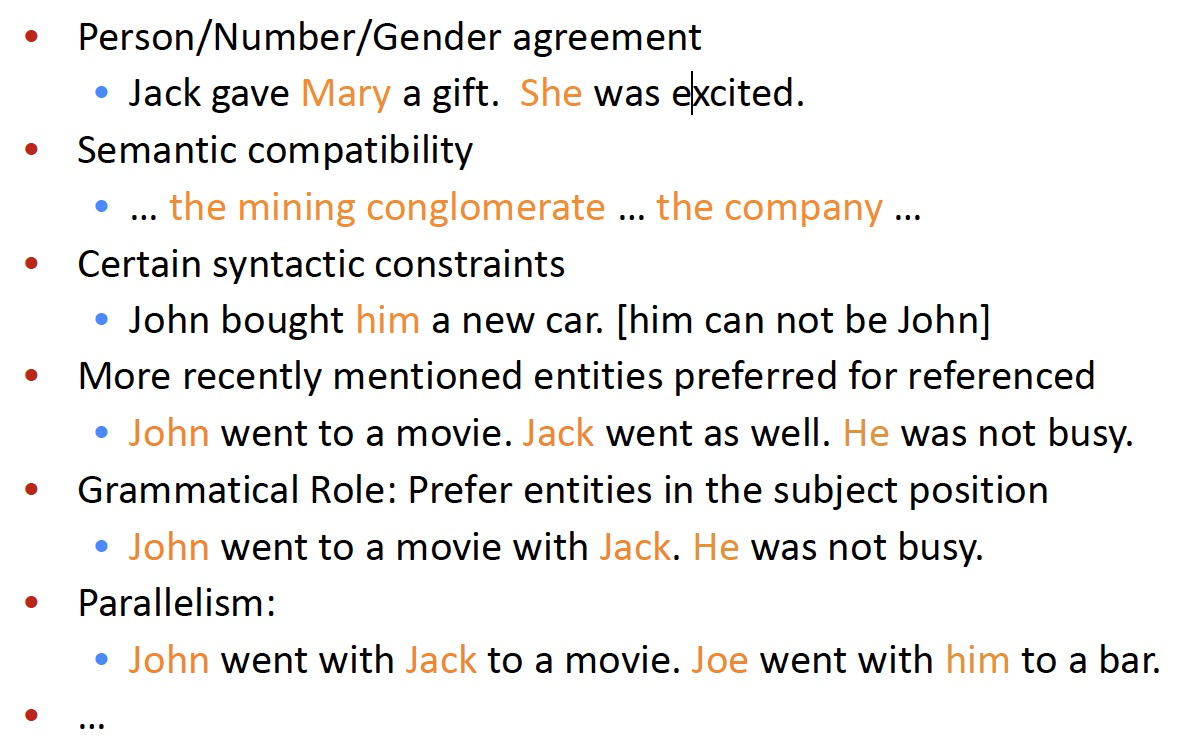 • Person/Number/Gender agreement
• Jack gave Mary a gift.  She was excited.
• Semantic compatibility
• … the mining conglomerate … the company …
• Certain syntactic constraints
• John bought him a new car. [him can not be John]
• More recently mentioned entities preferred for referenced
• John went to a movie. Jack went as well. He was not busy.
• Grammatical Role: Prefer entities in the subject position
• John went to a movie with Jack. He was not busy.
• Parallelism:
• John went with Jack to a movie. Joe went with him to a bar.
• …